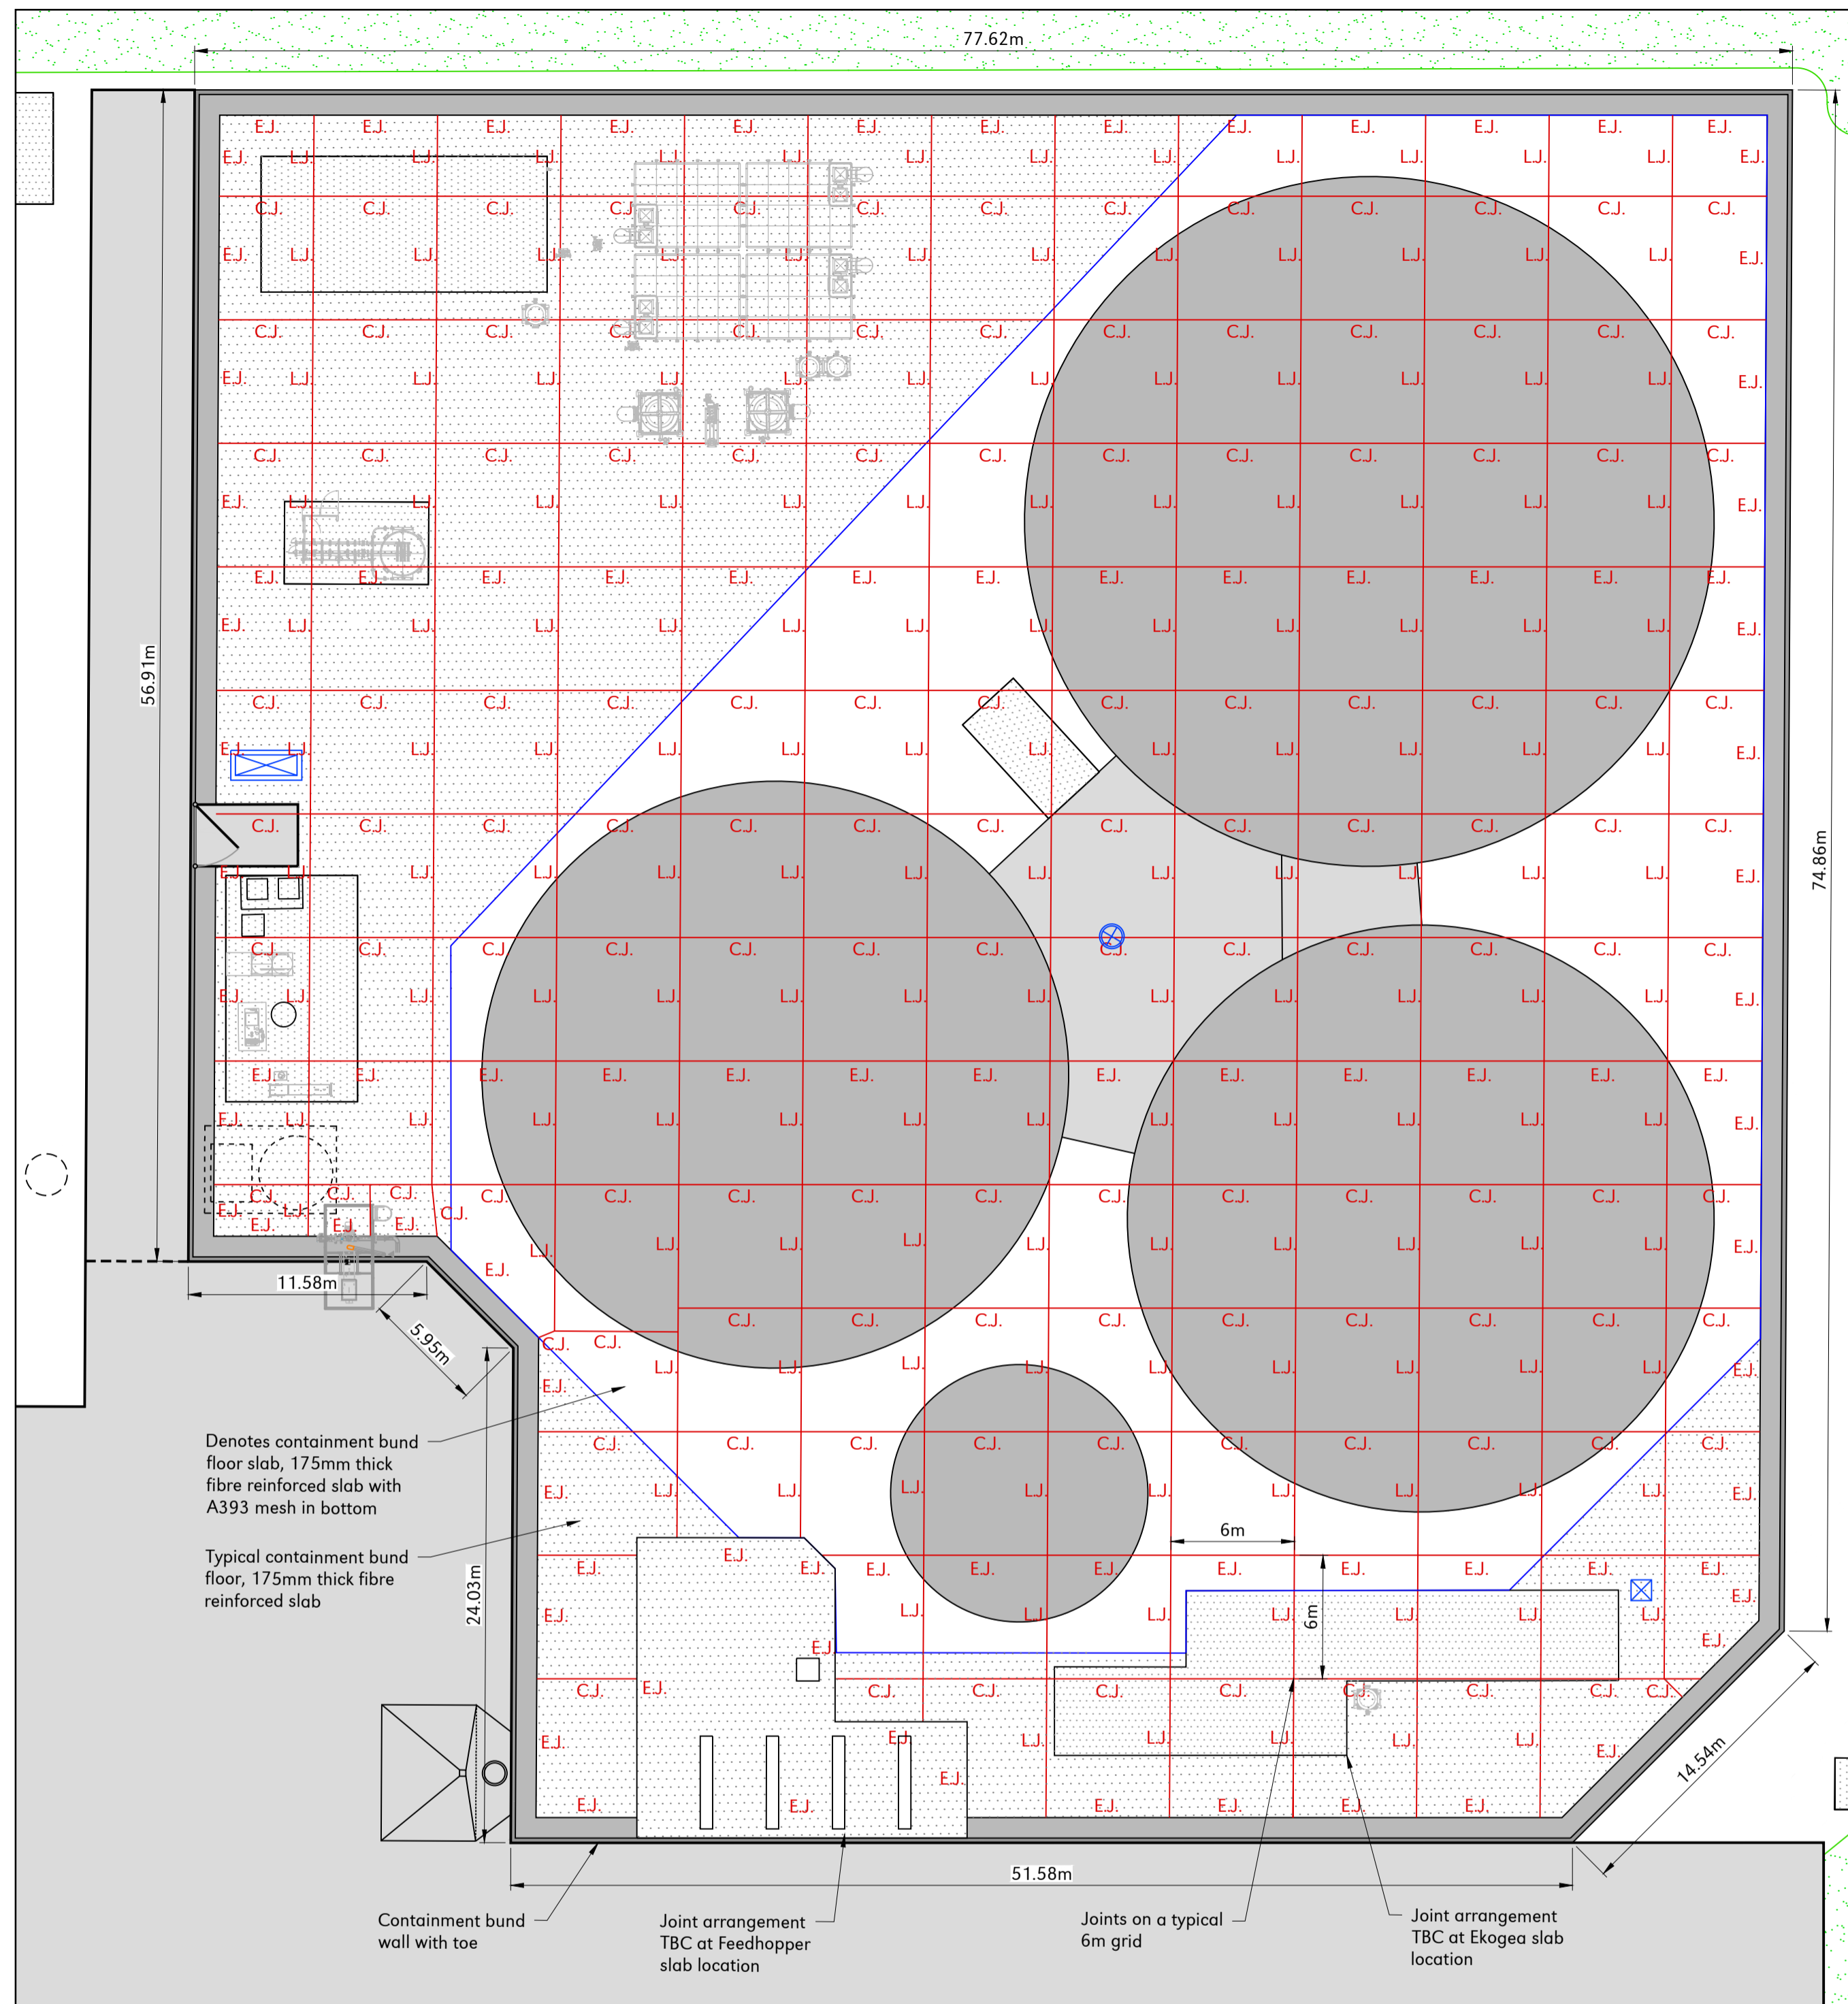 77.62m
E.J. E.J. E.J. E.J. E.J. E.J. E.J. E.J. E.J. E.J. E.J. E.J. E.J.
E.J. L.J. L.J. L.J. L.J. L.J. L.J. L.J. L.J. L.J. L.J. L.J. L.J. E.J.
C.J. C.J. C.J. C.J. C.J. C.J. C.J. C.J. C.J. C.J. C.J. C.J. C.J.
E.J. L.J. L.J. L.J. L.J. L.J. L.J. L.J. L.J. L.J. L.J. L.J. L.J. E.J.
C.J. C.J. C.J. C.J. C.J. C.J. C.J. C.J. C.J. C.J. C.J. C.J. C.J.
E.J. L.J. L.J. L.J. L.J. L.J. L.J. L.J. L.J. L.J. L.J. L.J. L.J. E.J.
C.J. C.J. C.J. C.J. C.J. C.J. C.J. C.J. C.J. C.J. C.J. C.J. C.J.
E.J. L.J. L.J. L.J. L.J. L.J. L.J. L.J. L.J. L.J. L.J. L.J. L.J. E.J.
E.J. E.J. E.J. E.J. E.J. E.J. E.J. E.J. E.J. E.J. E.J. E.J. E.J.
E.J. L.J. L.J. L.J. L.J. L.J. L.J. L.J. L.J. L.J. L.J. L.J. L.J. E.J.
56.91m
C.J. C.J. C.J. C.J. C.J. C.J. C.J. C.J. C.J. C.J. C.J. C.J. C.J.
E.J. L.J. L.J. L.J. L.J. L.J. L.J. L.J. L.J. L.J. L.J. L.J. L.J. E.J.
C.J. C.J. C.J. C.J. C.J. C.J. C.J. C.J. C.J. C.J. C.J. C.J. C.J.
74.86m
E.J. L.J. L.J. L.J. L.J. L.J. L.J. L.J. L.J. L.J. L.J. L.J. L.J. E.J.
C.J. C.J. C.J. C.J. C.J. C.J. C.J. C.J. C.J. C.J. C.J. C.J. C.J.
E.J. L.J. L.J. L.J. L.J. L.J. L.J. L.J. L.J. L.J. L.J. L.J. L.J. E.J.
E.J. E.J. E.J. E.J. E.J. E.J. E.J. E.J. E.J. E.J. E.J. E.J. E.J.
E.J. L.J. L.J. L.J. L.J. L.J. L.J. L.J. L.J. L.J. L.J. L.J. L.J. E.J.
C.J. C.J. C.J. C.J. C.J. C.J. C.J. C.J. C.J. C.J. C.J. C.J. C.J. C.J.
E.J. L.J. C.J.
E.J. E.J. E.J.
L.J. L.J. L.J. L.J. L.J. L.J. L.J. L.J. L.J. L.J. E.J.
E.J.
11.58m
C.J. C.J. C.J. C.J. C.J. C.J. C.J. C.J. C.J.
5.95m
C.J. C.J.
L.J. L.J. L.J. L.J. L.J. L.J. L.J. L.J. L.J. E.J.
E.J.
Denotes containment bund
floor slab, 175mm thick
fibre reinforced slab with
A393 mesh in bottom
C.J. C.J. C.J. C.J. C.J. C.J. C.J. C.J. C.J. C.J.
E.J. L.J. L.J. L.J. L.J. L.J. L.J. L.J. L.J. L.J. E.J.
6m
Typical containment bund
floor, 175mm thick fibre
reinforced slab
24.03m
E.J.
E.J. E.J. E.J. E.J. E.J. E.J. E.J. E.J. E.J. E.J.
E.J.
E.J. L.J. L.J. L.J. L.J. L.J. L.J. L.J.
6m
E.J. E.J.
C.J. E.J. C.J. C.J. C.J. C.J. C.J. C.J. C.J. C.J.
E.J. E.J. L.J. L.J. L.J. L.J. L.J. E.J.
14.54m
E.J.
E.J. E.J. E.J. E.J. E.J. E.J.
51.58m
Containment bund
wall with toe
Joint arrangement
TBC at Feedhopper
slab location
Joints on a typical
6m grid
Joint arrangement
TBC at Ekogea slab
location